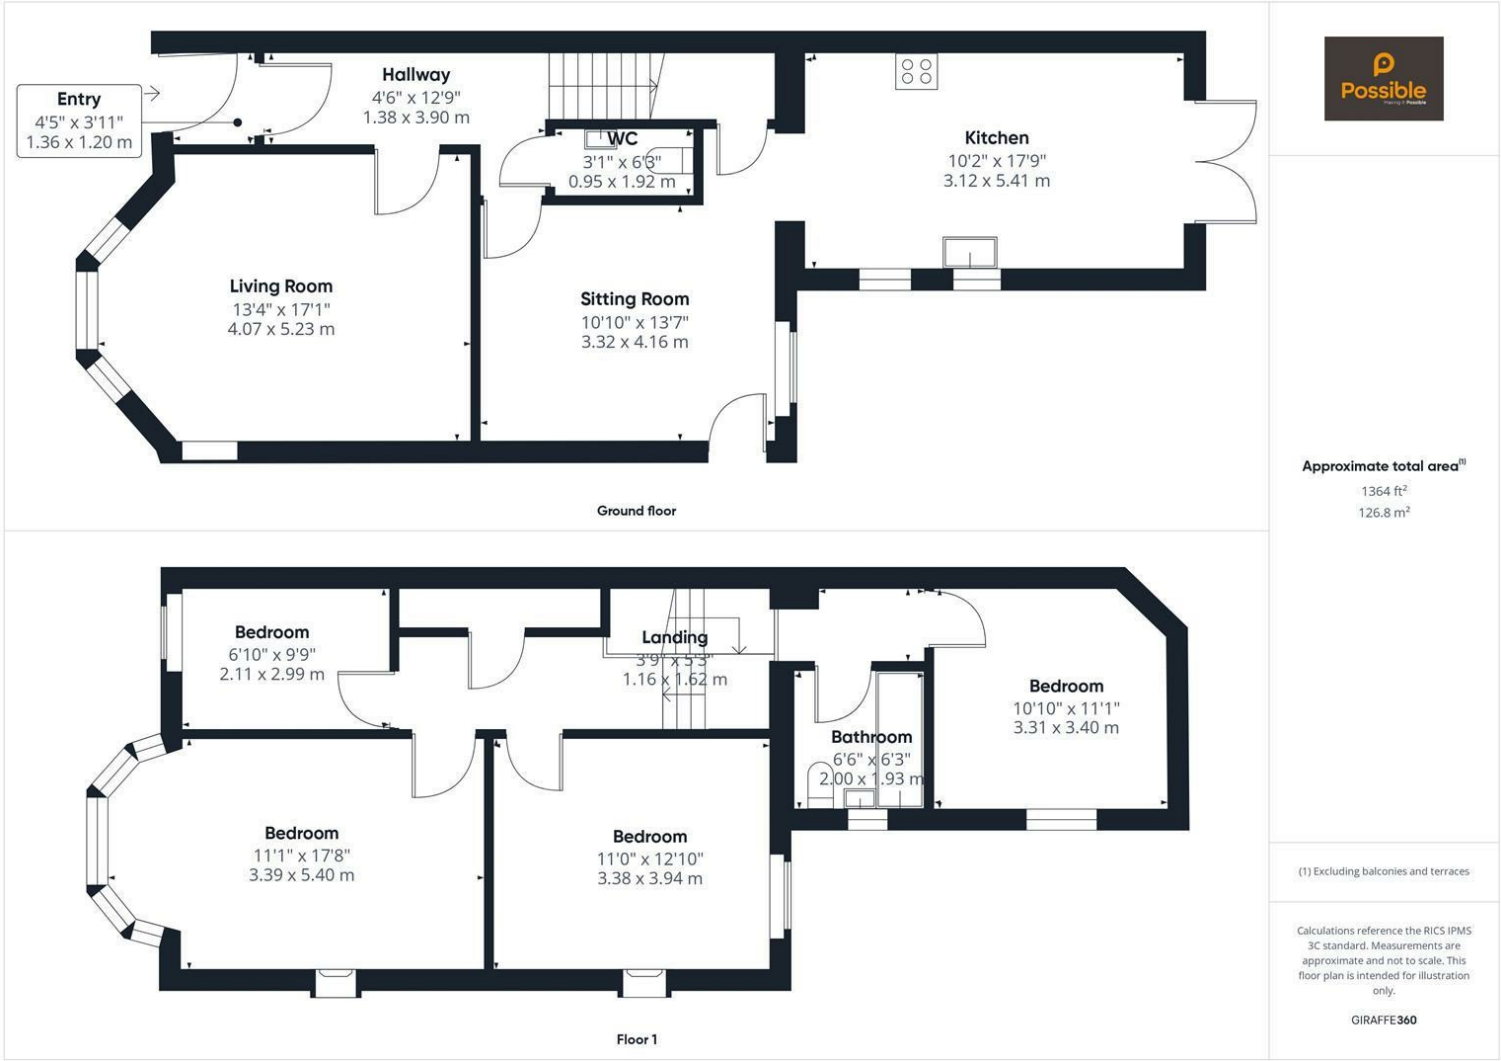 Entry
4'5" x 3'11"
1.36 x 1.20 m
Hallway
4'6" x 12'9"
1.38 x 3.90 m
WC
3'1" x 6'3"
0.95 x 1.92 m
Kitchen
10'2" x 17'9"
3.12 x 5.41 m
Living Room
13'4" x 17'1"
4.07 x 5.23 m
Sitting Room
10'10" x 13'7"
3.32 x 4.16 m
Ground floor
Bedroom
6'10" x 9'9"
2.11 x 2.99 m
Landing
3'9" x 5'3"
1.16 x 1.62 m
Bedroom
10'10" x 11'1"
3.31 x 3.40 m
Bathroom
6'6" x 6'3"
2.00 x 1.93 m
Bedroom
11'1" x 17'8"
3.39 x 5.40 m
Bedroom
11'0" x 12'10"
3.38 x 3.94 m
Floor 1
Possible
Making it Possible
Approximate total area(1)
1364 ft²
126.8 m²
(1) Excluding balconies and terraces
Calculations reference the RICS IPMS
3C standard. Measurements are
approximate and not to scale. This
floor plan is intended for illustration
only.
GIRAFFE360